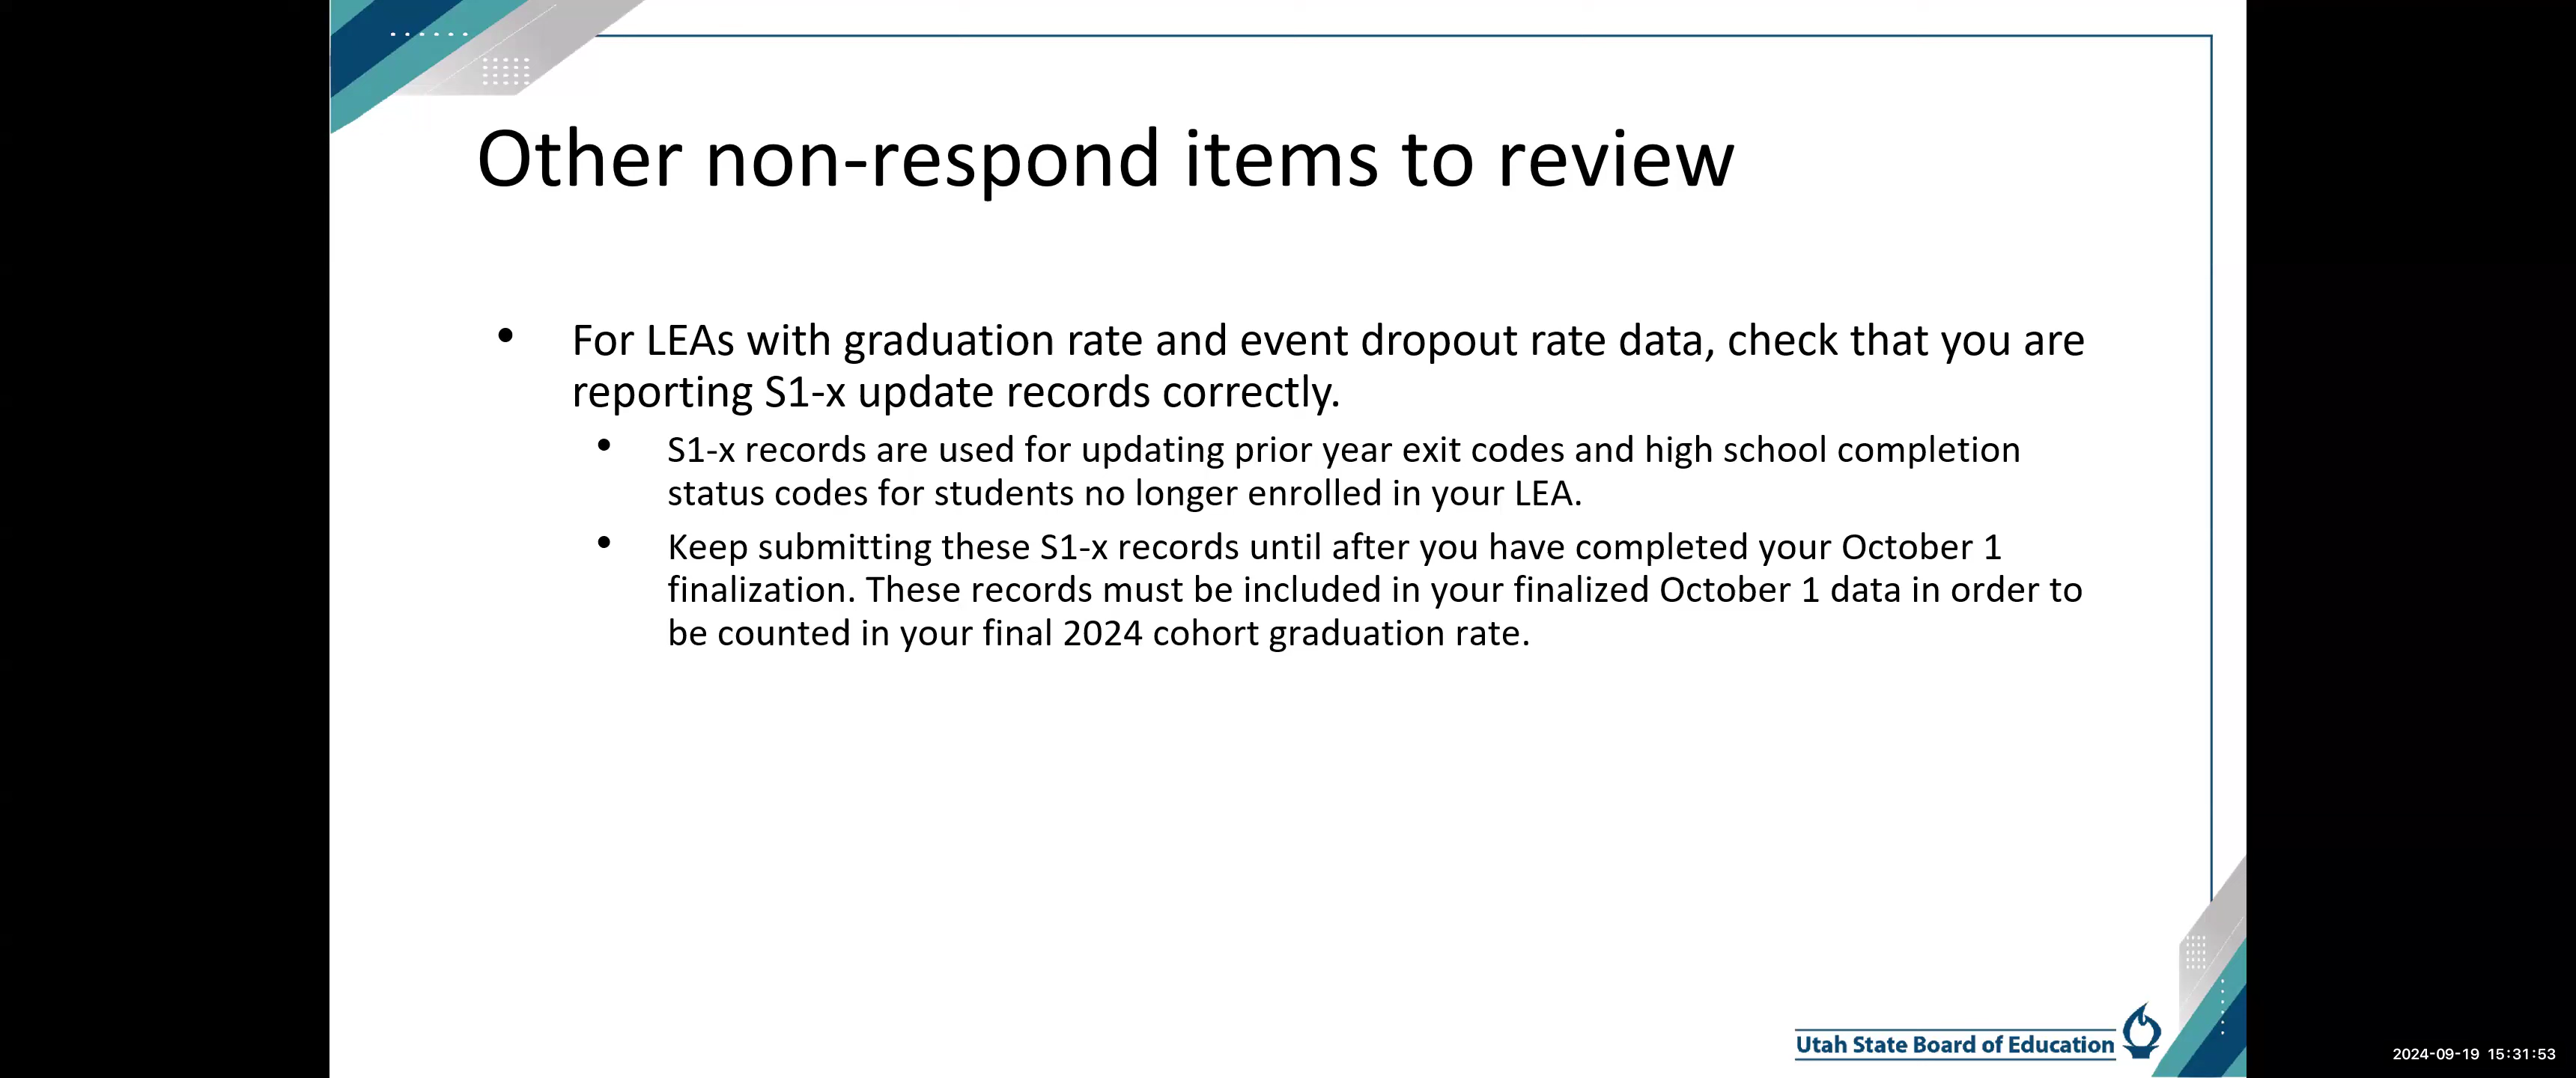 Other non-respond items to review
• For LEAs with graduation rate and event dropout rate data, check that you are
reporting S1-x update records correctly.
• S1-x records are used for updating prior year exit codes and high school completion
status codes for students no longer enrolled in your LEA.
• Keep submitting these S1-x records until after you have completed your October 1
finalization. These records must be included in your finalized October 1 data in order to
be counted in your final 2024 cohort graduation rate.
Utah State Board of Education
2024-09-19 15:31:53